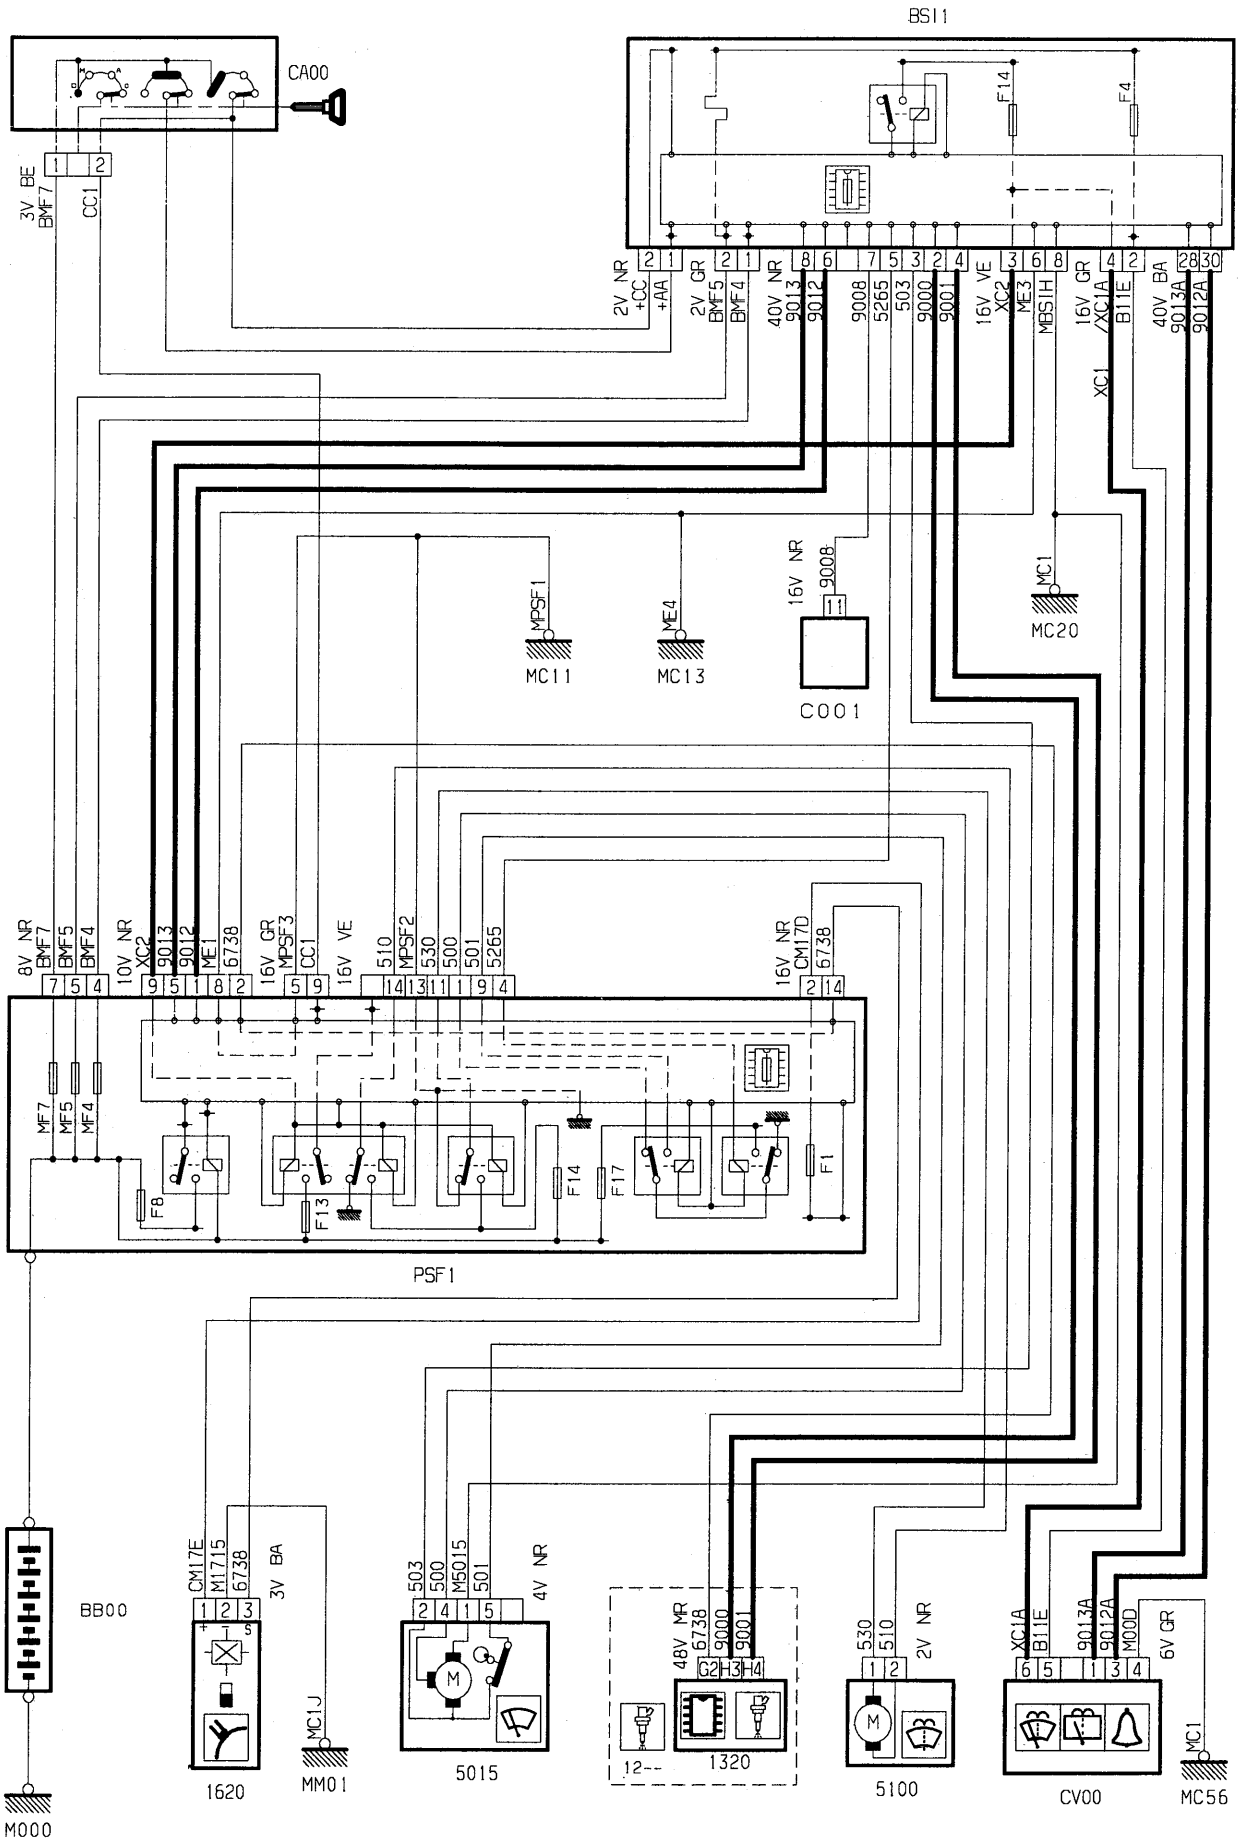 BSI1
CA00
M A
F14
F4
1 2
3V BE
BMF7
CC1
2 1 2 1 8 6 7 5 3 2 4 3 6 8 4 2 28 30
2V NR
+CC
+AA
2V GR
BMF5
BMF4
40V NR
9013
9012
9008
5265
503
9000
9001
16V VE
XC2
ME3
MBSIH
16V GR
/XC1A
B11E
40V BA
9013A
9012A
XC1
MPSF1
MC11
ME4
MC13
16V NR
9008
11
C001
MC1
MC20
8V NR
BMF7
BMF5
BMF4
10V NR
XC2
9013
9012
ME1
6738
16V GR
MPSF3
CC1
16V VE
510
MPSF2
530
500
501
5265
16V NR
CM17D
6738
7 5 4 9 5 1 8 2 5 9 14 13 11 1 9 4 2 14
MF7
MF5
MF4
F8
F13
F14
F17
F1
PSF1
BB00
M000
CM17E
M1715
6738
3V BA
1 2 3
+ - S
1620
MC1J
MM01
503
500
M5015
501
4V NR
2 4 1 5
M
5015
48V MR
6738
9000
9001
G2 H3 H4
12--
1320
530
510
2V NR
1 2
M
5100
XC1A
B11E
9013A
9012A
M00D
6V GR
6 5 1 3 4
CV00
MC1
MC56